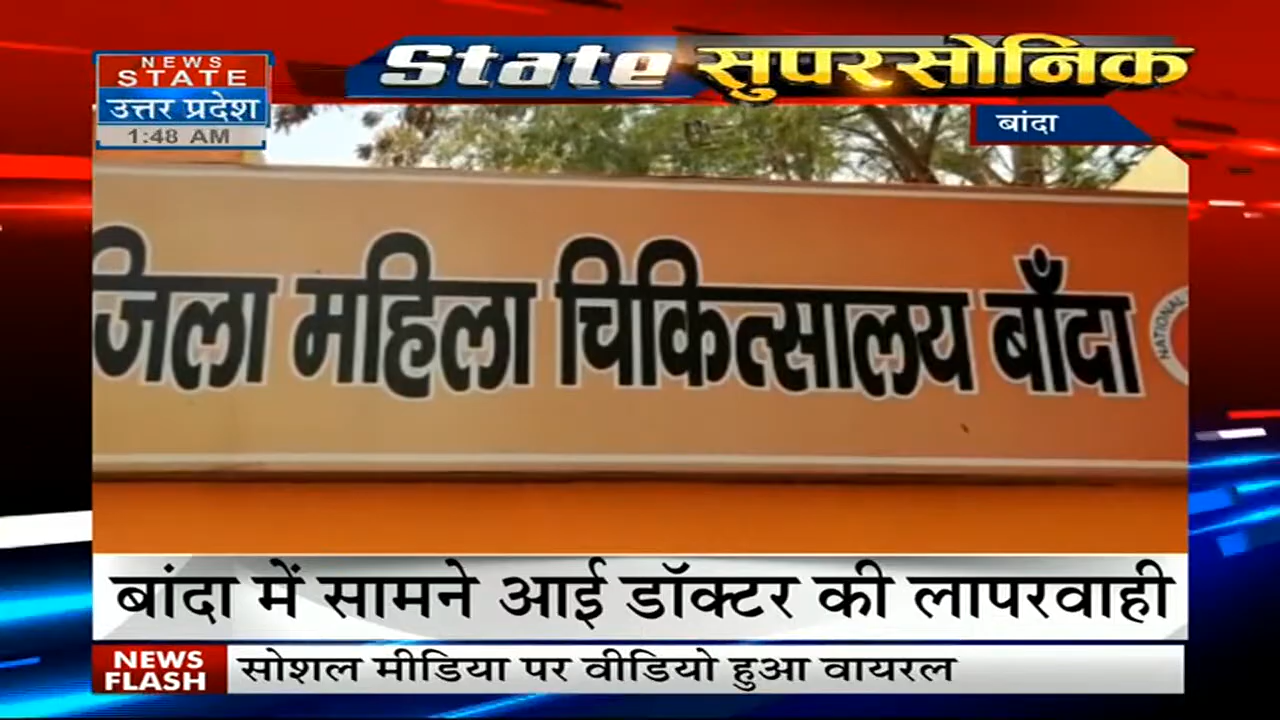 NEWS
STATE
उत्तर प्रदेश
1:48 AM
State सुपरसोनिक
बांदा
जिला महिला चिकित्सालय बाँदा
NATIONAL
बांदा में सामने आई डॉक्टर की लापरवाही
NEWS
FLASH
सोशल मीडिया पर वीडियो हुआ वायरल